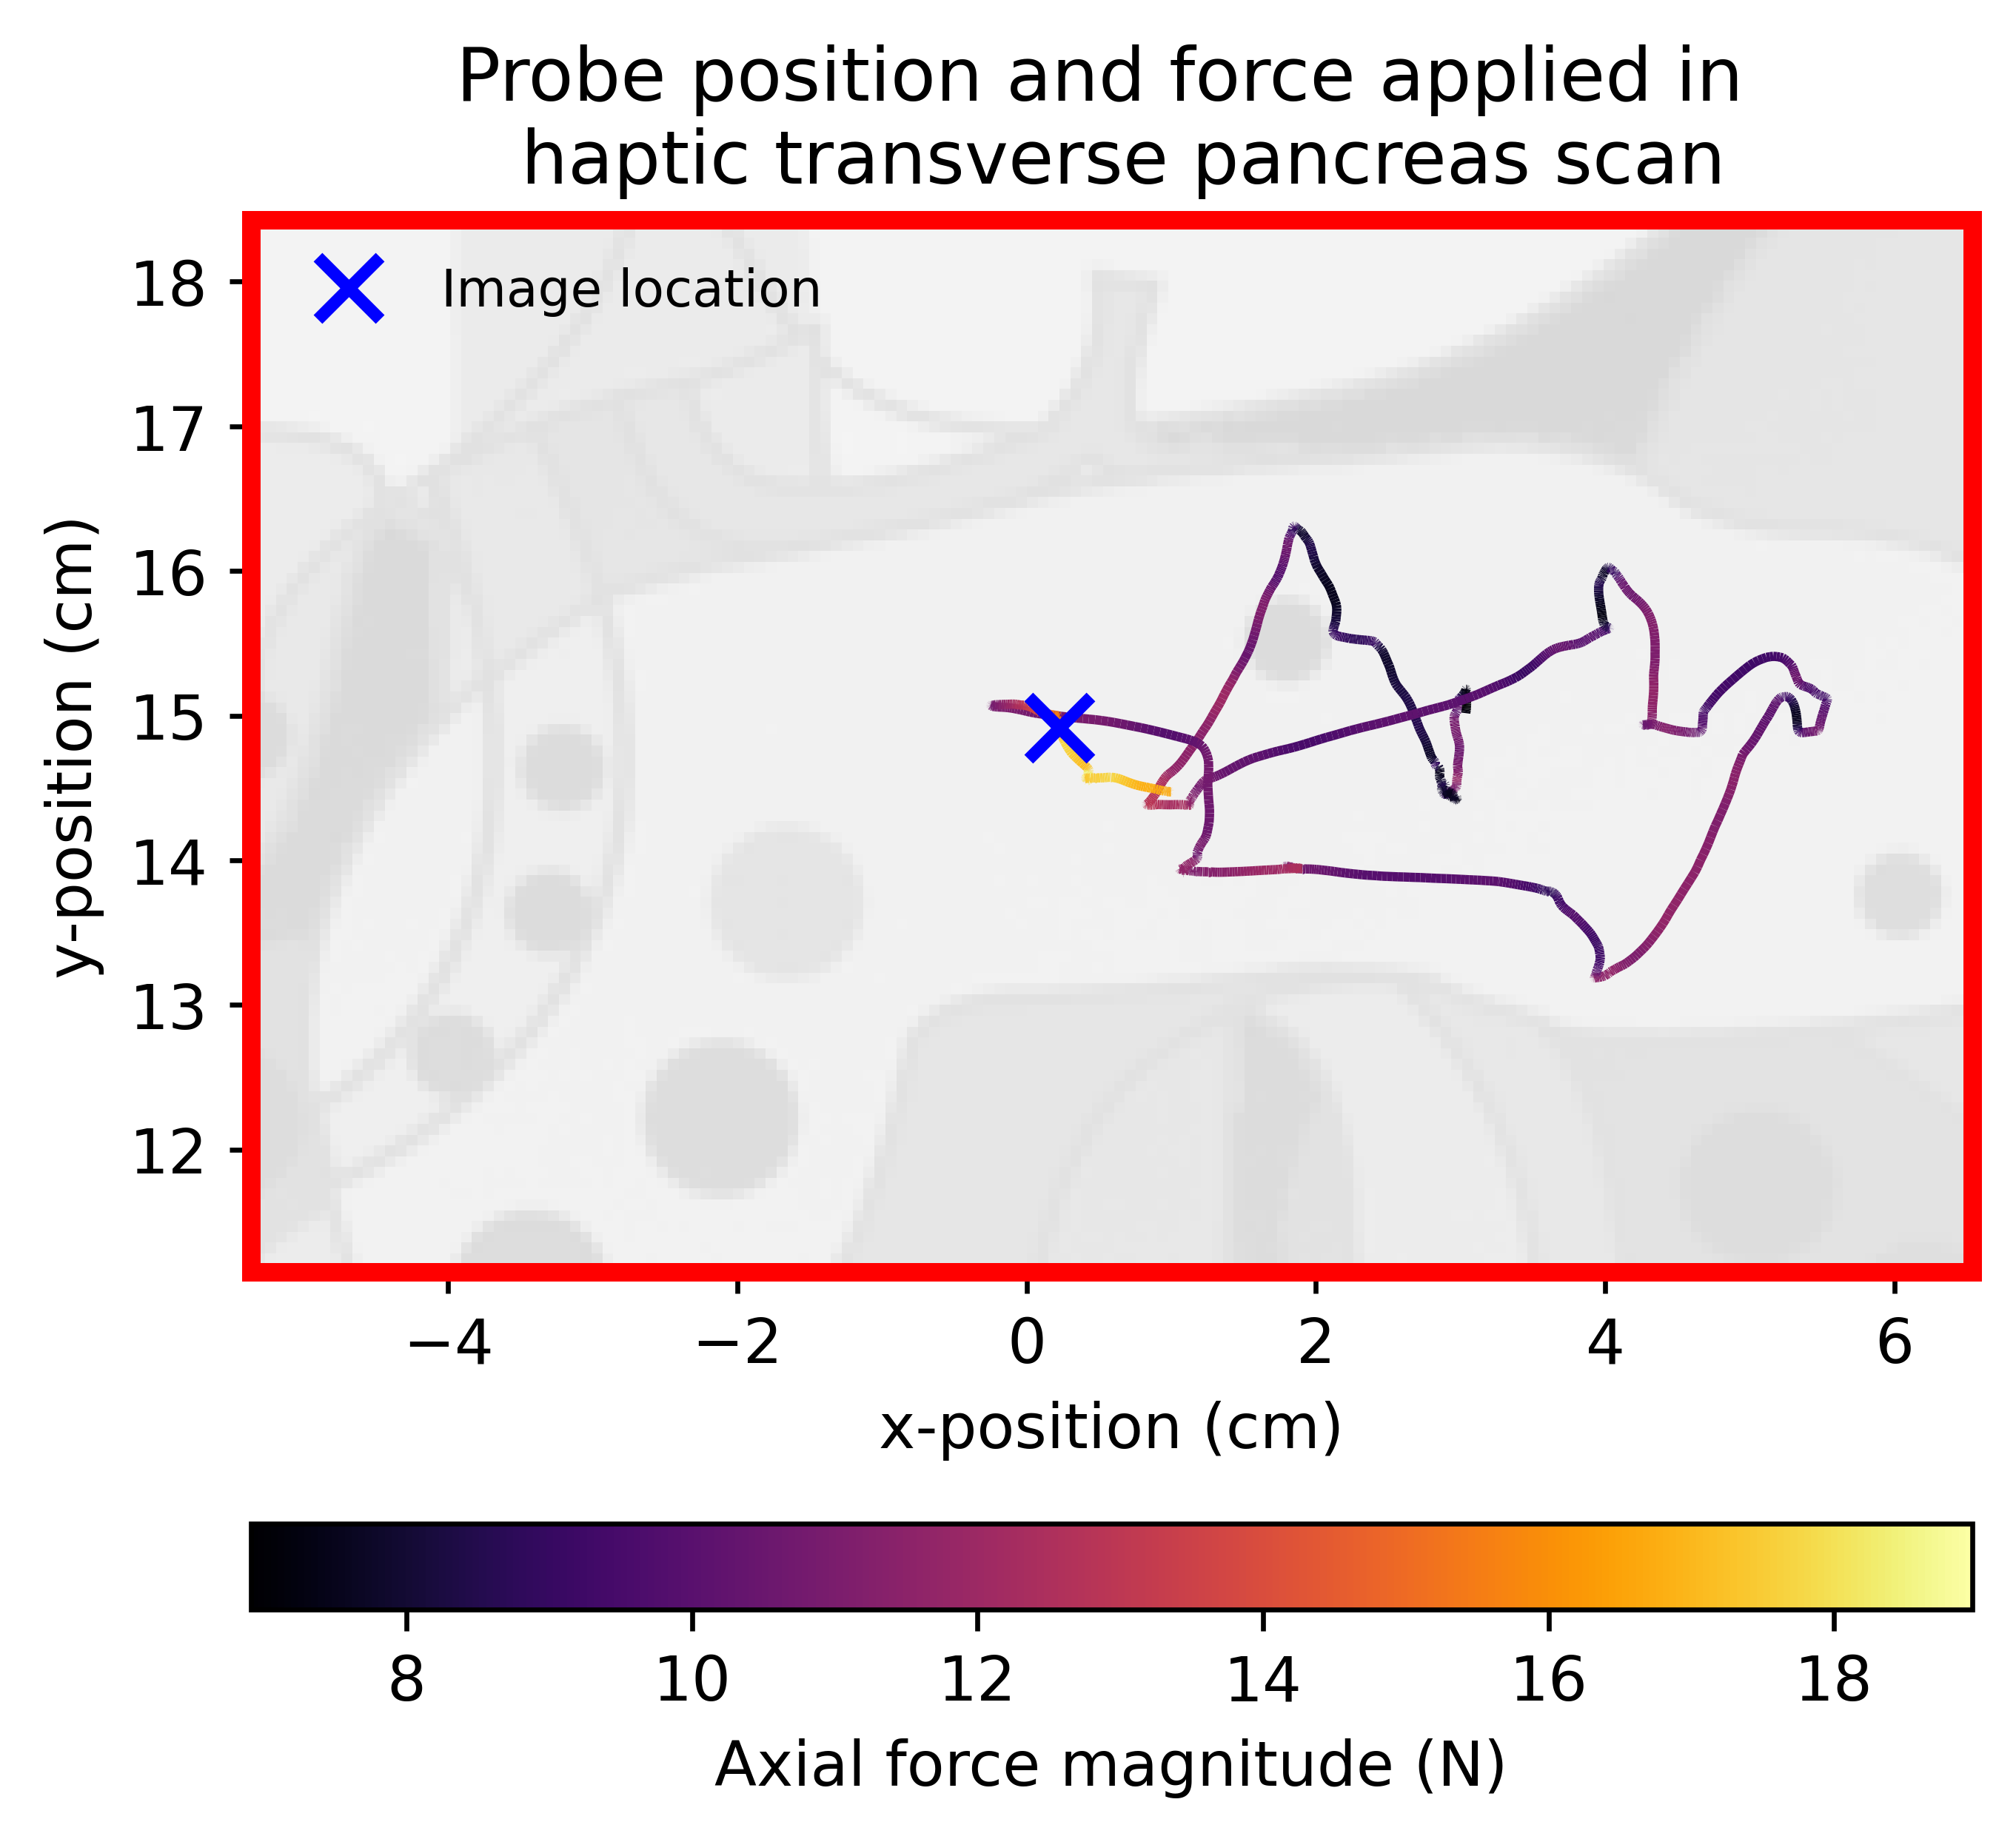 Probe position and force applied in
haptic transverse pancreas scan
Image location
18
17
16
15
14
13
12
y-position (cm)
−4 −2 0 2 4 6
x-position (cm)
8 10 12 14 16 18
Axial force magnitude (N)